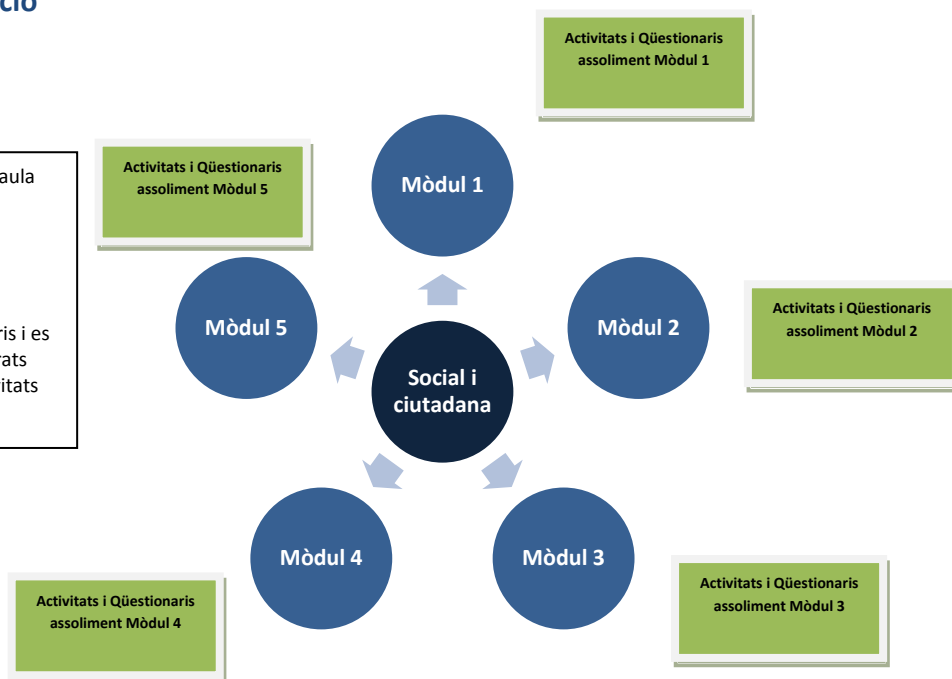 ció
Activitats i Qüestionaris
assoliment Mòdul 1
aula
ris i es
rats
itats
Activitats i Qüestionaris
assoliment Mòdul 5
Mòdul 1
Mòdul 5
Mòdul 2
Activitats i Qüestionaris
assoliment Mòdul 2
Social i
ciutadana
Mòdul 4
Mòdul 3
Activitats i Qüestionaris
assoliment Mòdul 4
Activitats i Qüestionaris
assoliment Mòdul 3